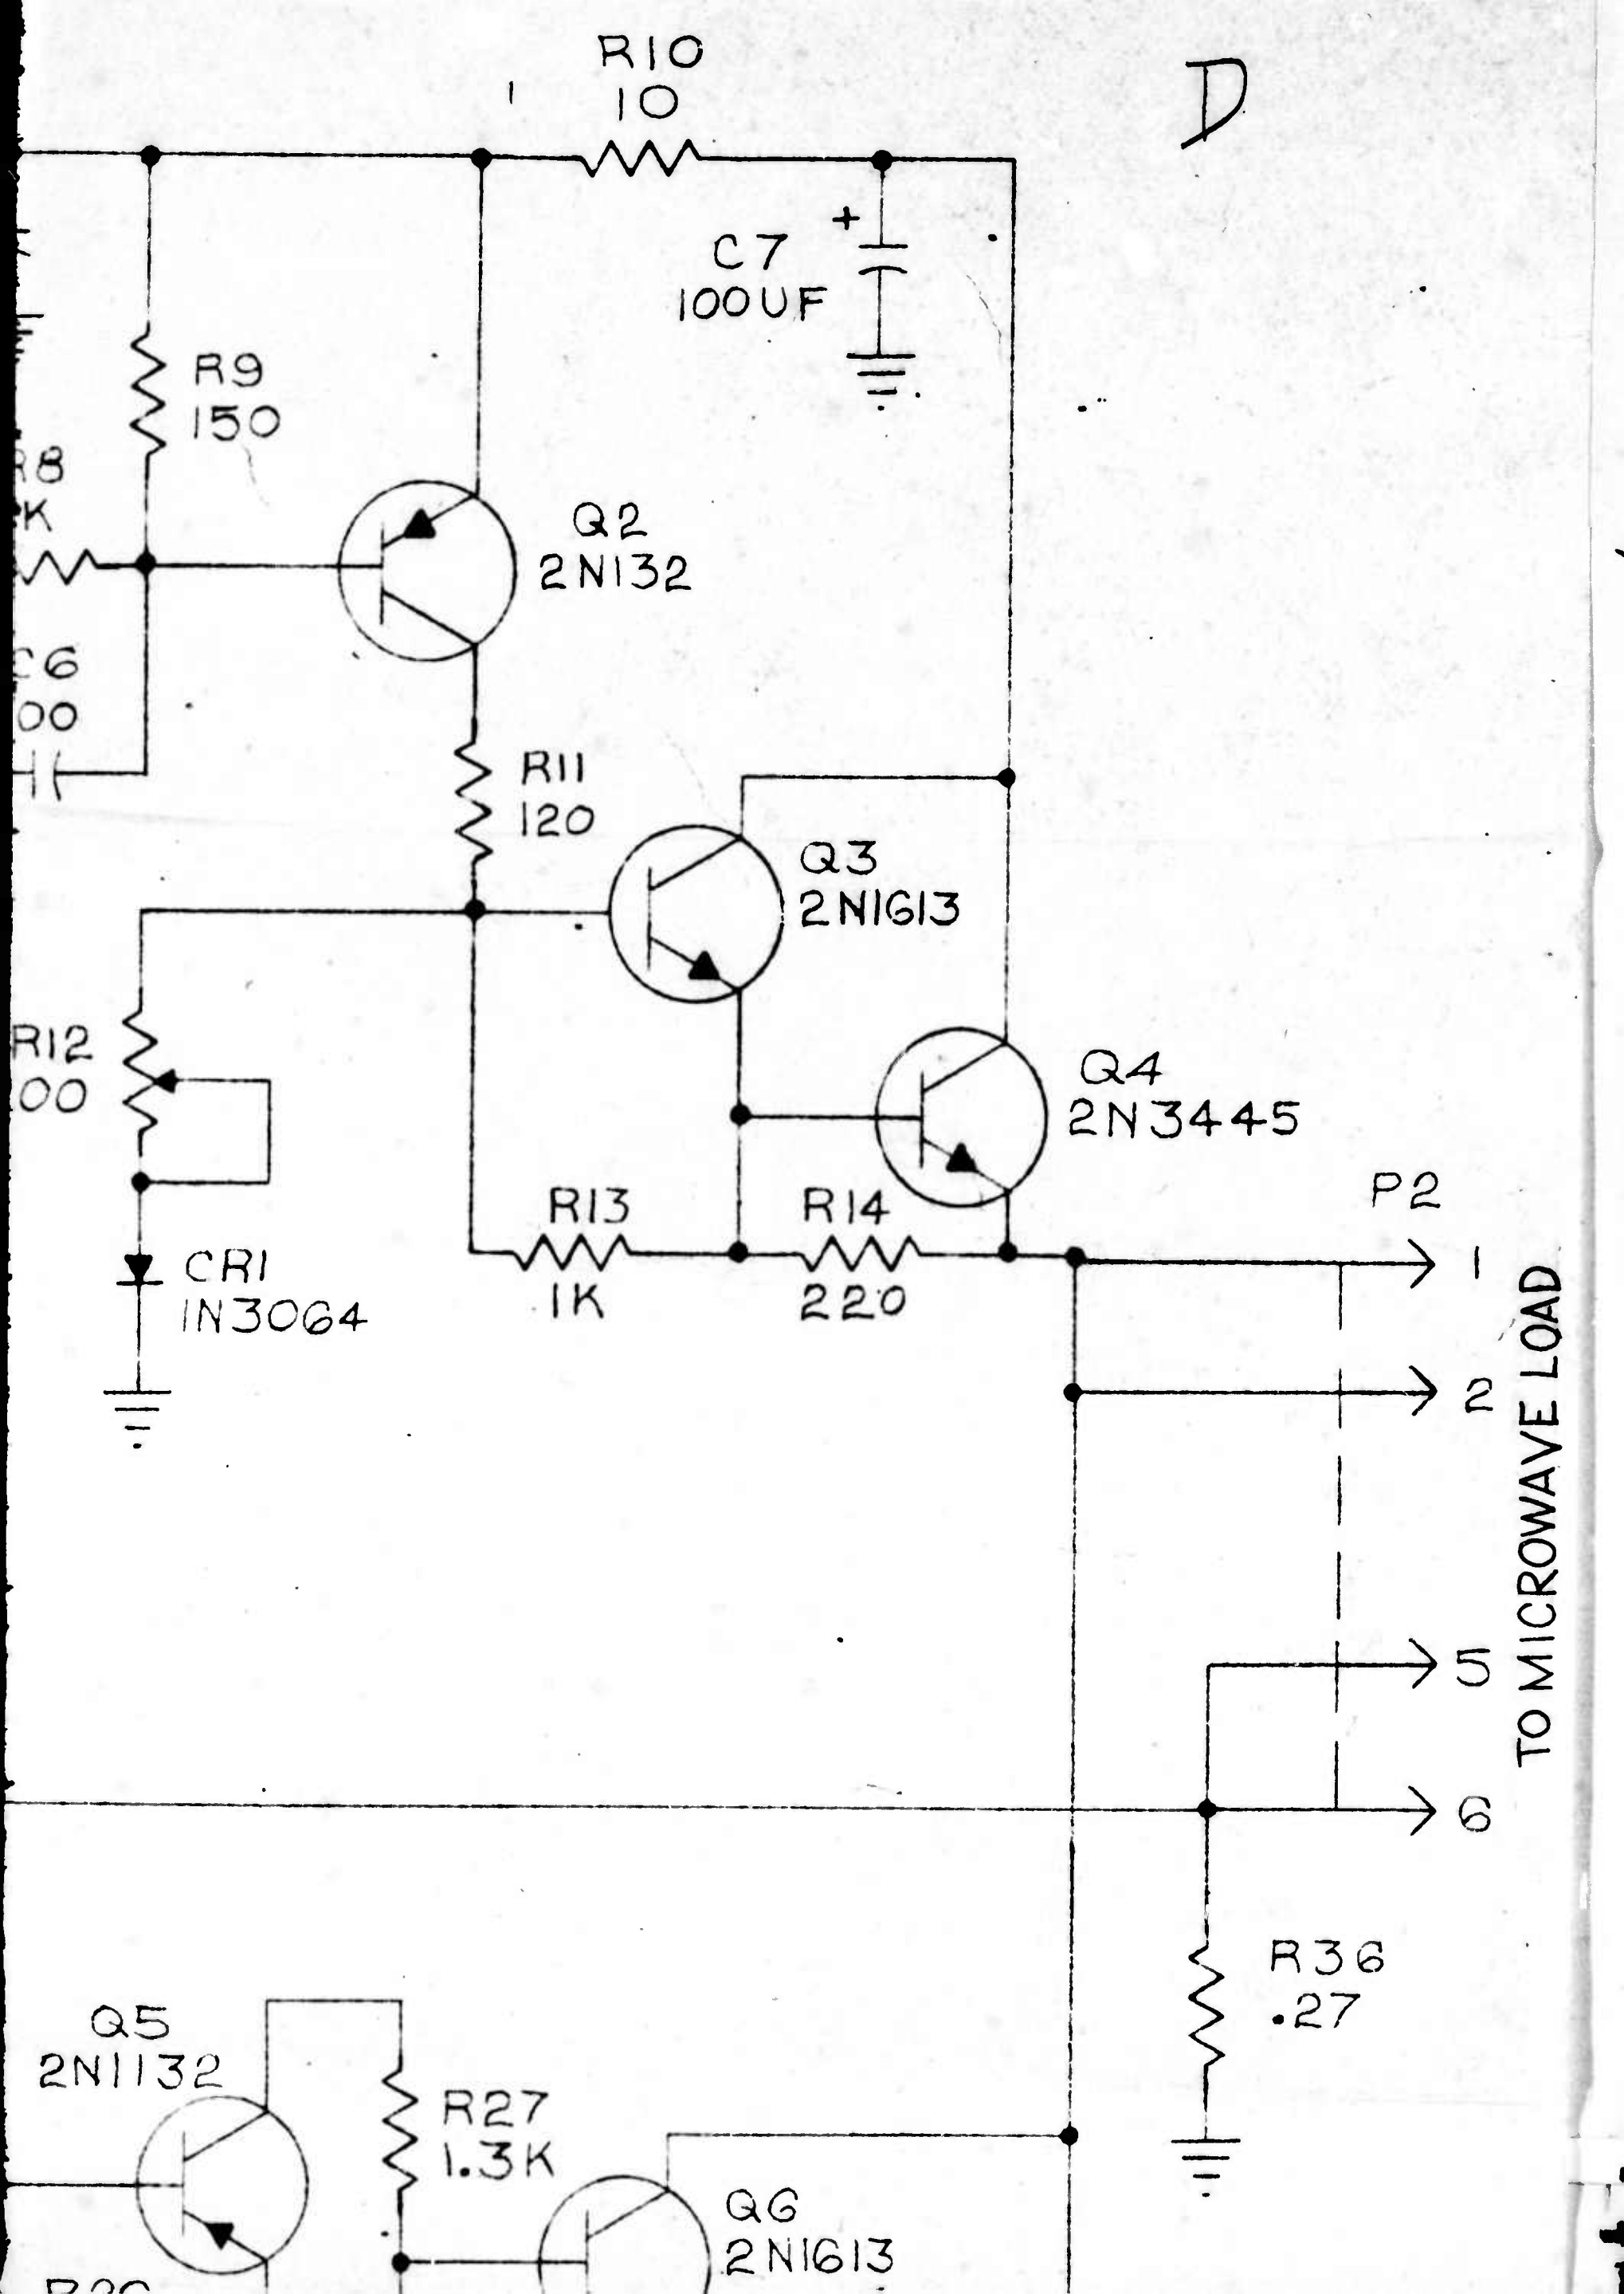 R10
10
D
+
C7
100UF
R9
150
R8
K
Q2
2N132
C6
00
R11
120
Q3
2N1613
R12
00
Q4
2N3445
P2
R13
1K
R14
220
1
CR1
1N3064
2
TO MICROWAVE LOAD
5
6
R36
.27
Q5
2N1132
R27
1.3K
Q6
2N1613